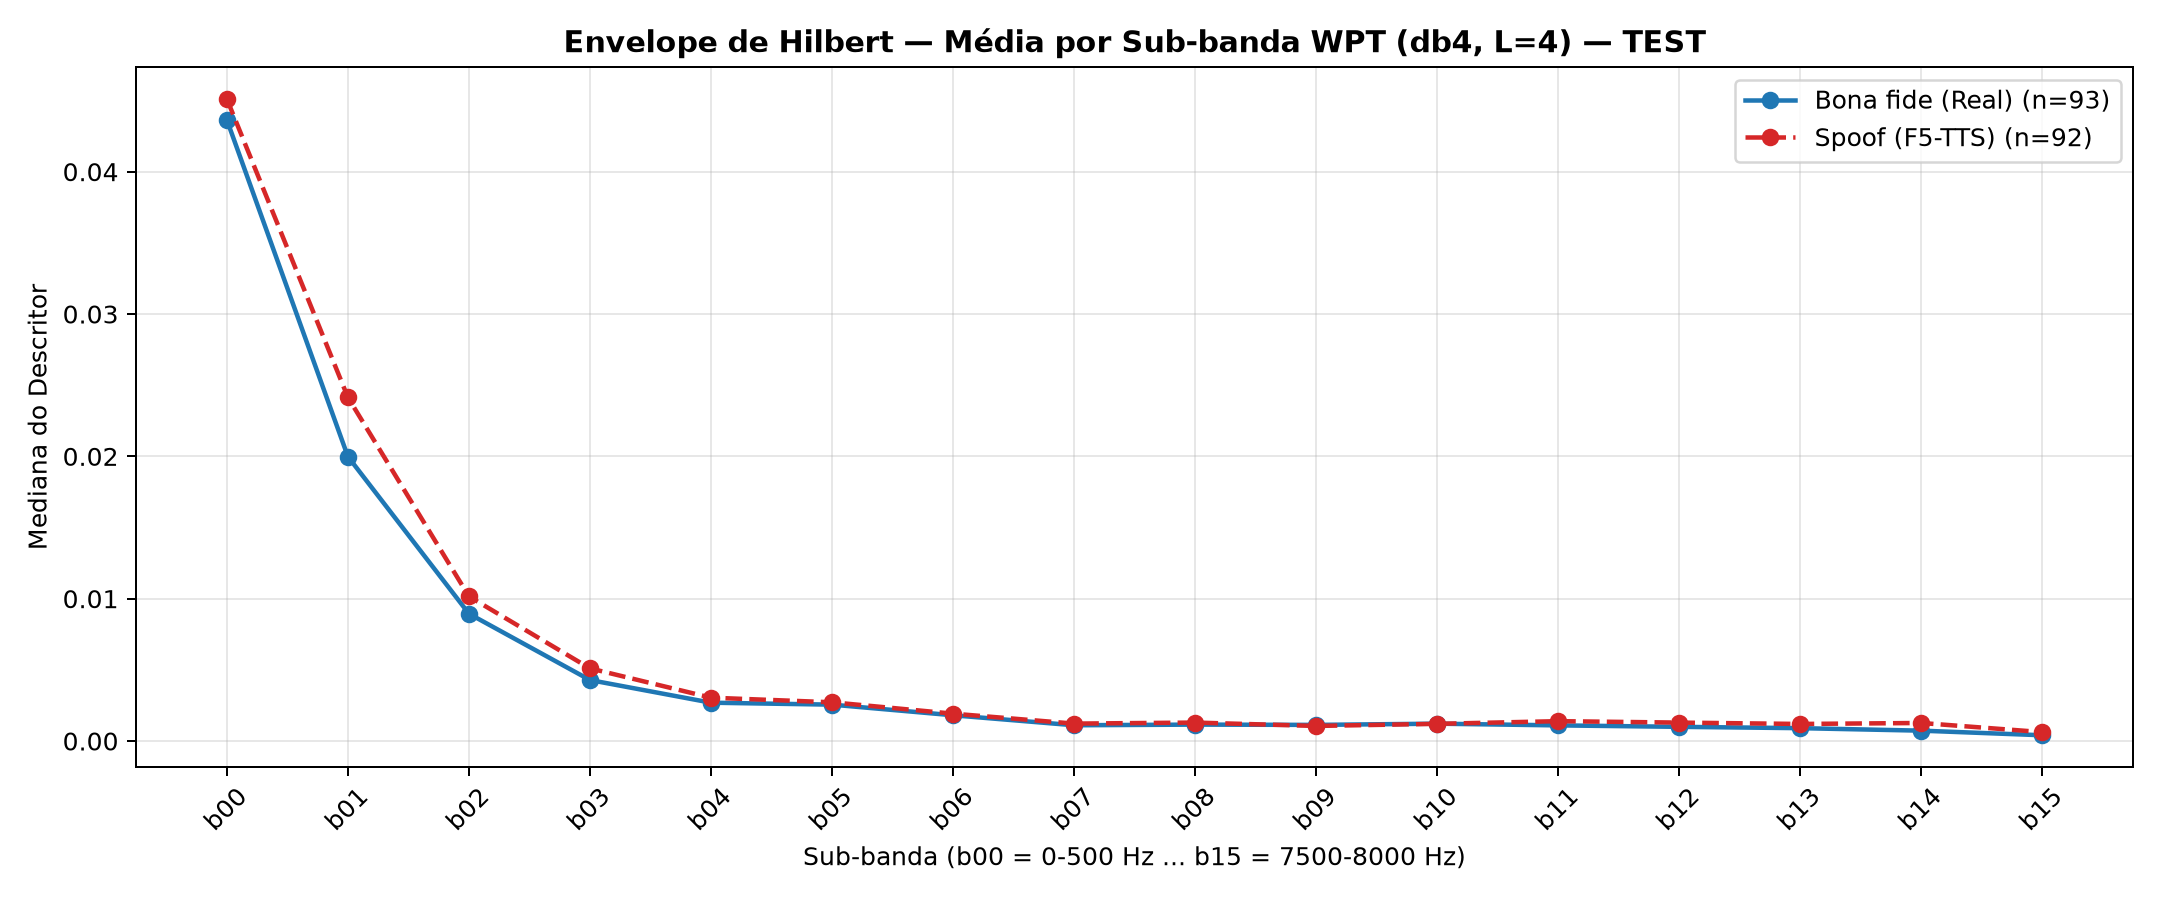 Envelope de Hilbert — Média por Sub-banda WPT (db4, L=4) — TEST
Bona fide (Real) (n=93)
Spoof (F5-TTS) (n=92)
Mediana do Descritor
0.04
0.03
0.02
0.01
0.00
b00 b01 b02 b03 b04 b05 b06 b07 b08 b09 b10 b11 b12 b13 b14 b15
Sub-banda (b00 = 0-500 Hz ... b15 = 7500-8000 Hz)